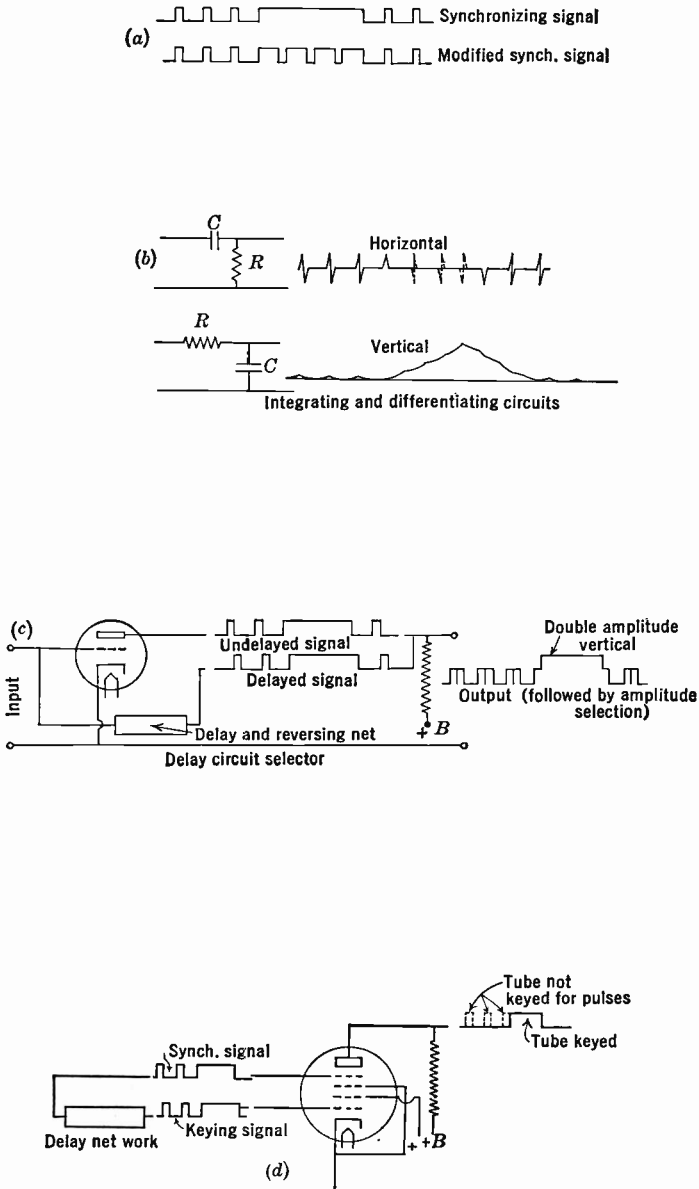 Synchronizing signal
(a)
Modified synch. signal
C
(b)
R
Horizontal
R
C
Vertical
Integrating and differentiating circuits
(c)
Undelayed signal
Delayed signal
Input
Delay and reversing net
+ B
Delay circuit selector
Double amplitude
vertical
Output (followed by amplitude
selection)
Tube not
keyed for pulses
Tube keyed
Synch. signal
Keying signal
Delay net work
+ +B
(d)